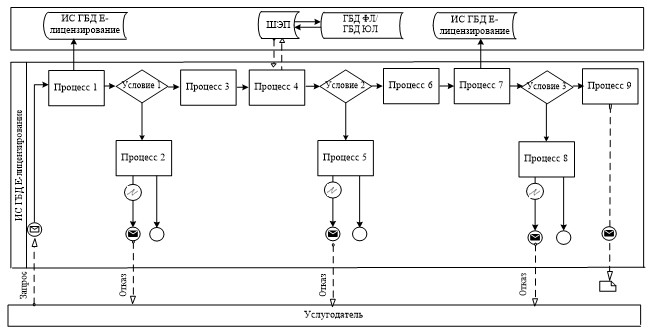 ИС ГБД Е-
лицензирование
ШЭП
ГБД ФЛ/
ГБД ЮЛ
ИС ГБД Е-
лицензирование
ИС ГБД Е-лицензирование
Процесс 1
Условие 1
Процесс 3
Процесс 4
Условие 2
Процесс 6
Процесс 7
Условие 3
Процесс 9
Процесс 2
Процесс 5
Процесс 8
Запрос
Отказ
Отказ
Отказ
Услугодатель